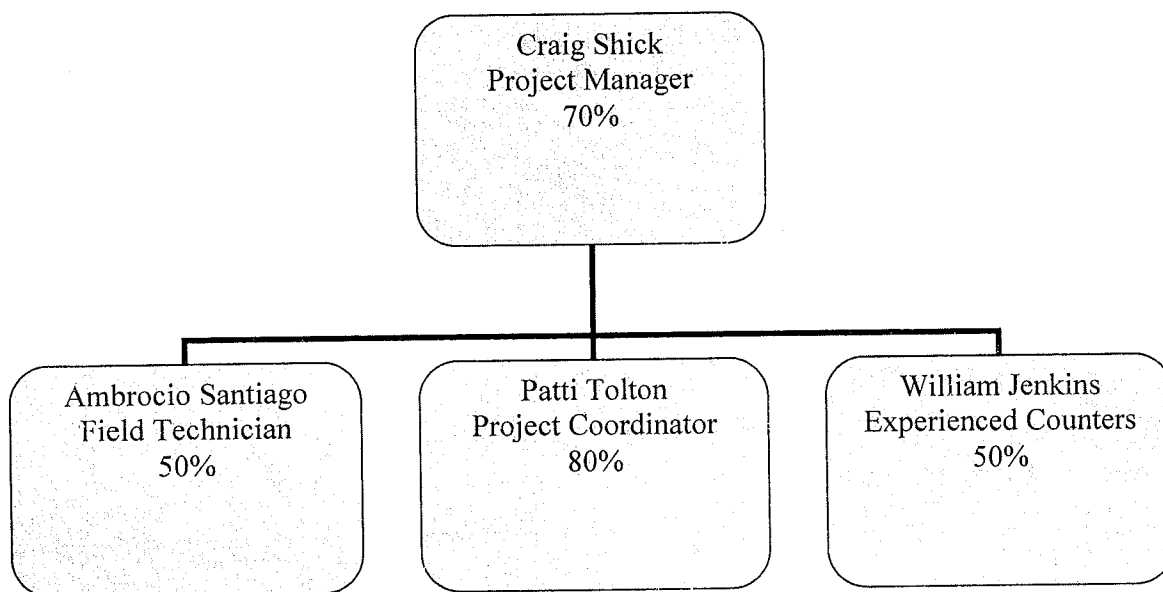 Craig Shick
Project Manager
70%
Ambrocio Santiago
Field Technician
50%
Patti Tolton
Project Coordinator
80%
William Jenkins
Experienced Counters
50%